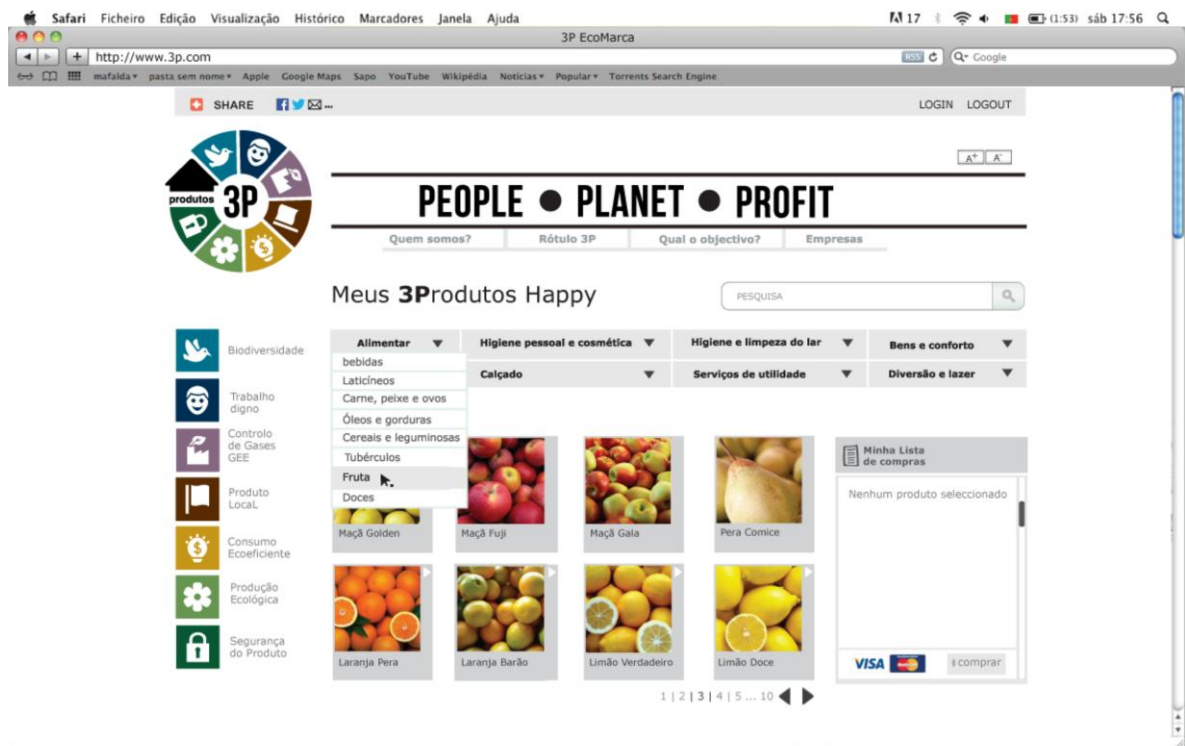 Safari Ficheiro Edição Visualização Histórico Marcadores Janela Ajuda
17 (1:53) sáb 17:56
3P EcoMarca
http://www.3p.com
RSS
Google
mafalda pasta sem nome Apple Google Maps Sapo YouTube Wikipédia Notícias Popular Torrents Search Engine
SHARE ...
LOGIN LOGOUT
A+ A-
produtos 3P
PEOPLE ● PLANET ● PROFIT
Quem somos? Rótulo 3P Qual o objectivo? Empresas
Meus 3Produtos Happy
PESQUISA
Alimentar Higiene pessoal e cosmética Higiene e limpeza do lar Bens e conforto
Calçado Serviços de utilidade Diversão e lazer
bebidas
Laticíneos
Carne, peixe e ovos
Óleos e gorduras
Cereais e leguminosas
Tubérculos
Fruta
Doces
Biodiversidade
Trabalho
digno
Controlo
de Gases
GEE
Produto
LocaL
Consumo
Ecoeficiente
Produção
Ecológica
Segurança
do Produto
Maçã Golden Maçã Fuji Maçã Gala Pera Comice
Laranja Pera Laranja Barão Limão Verdadeiro Limão Doce
Minha Lista
de compras
Nenhum produto seleccionado
VISA MasterCard comprar
1 | 2 | 3 | 4 | 5 ... 10